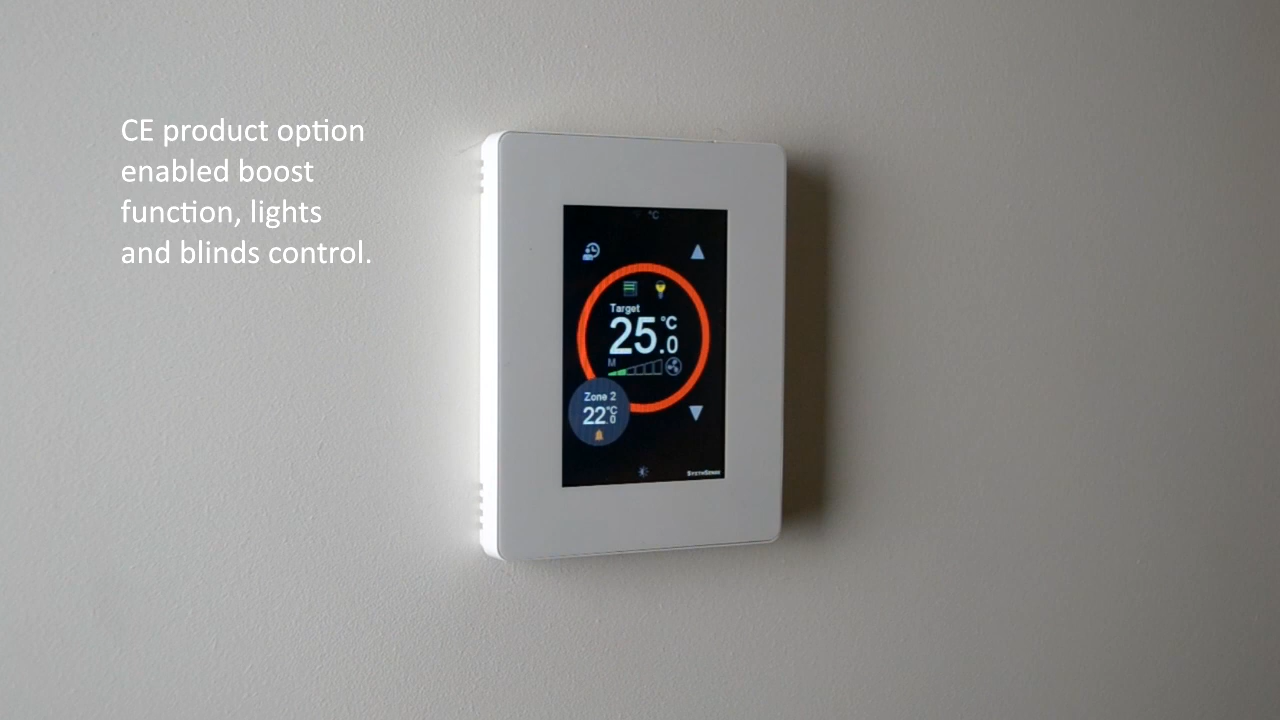 CE product option
enabled boost
function, lights
and blinds control.
°C
Target
25.0 °C
M
Zone 2
22.0 °C